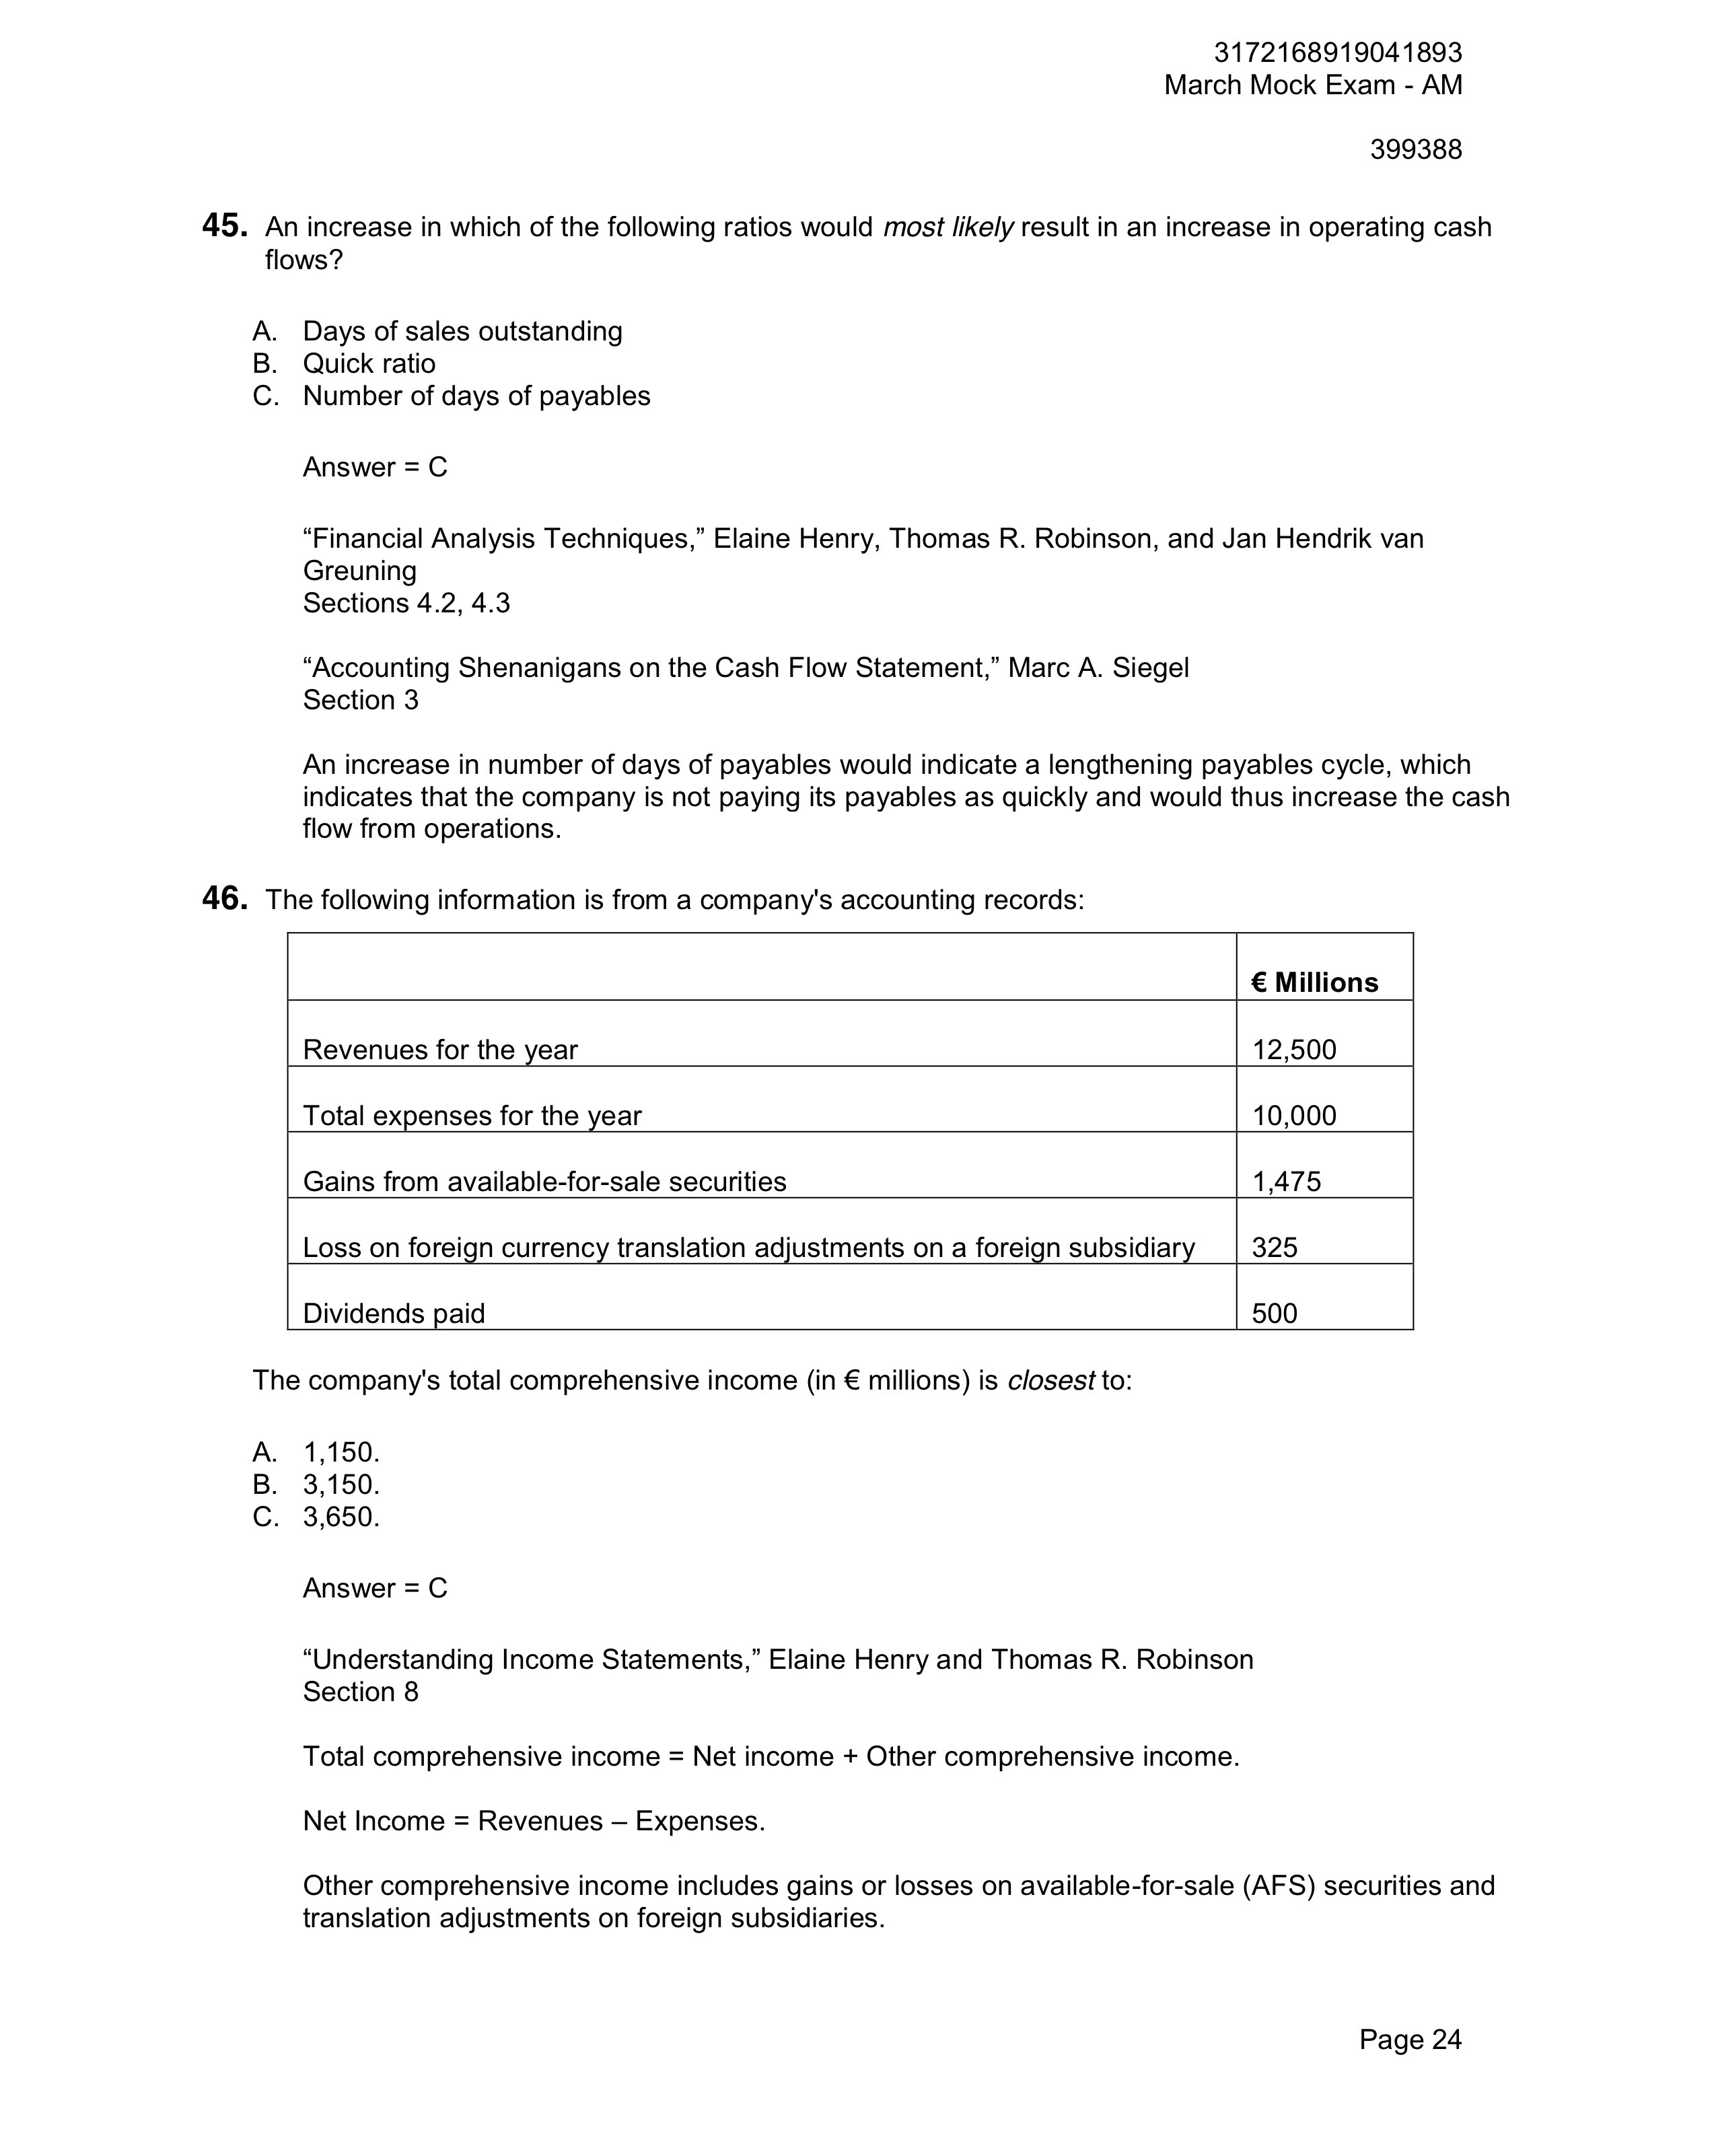 3172168919041893
March Mock Exam - AM
399388
45. An increase in which of the following ratios would most likely result in an increase in operating cash
flows?
A. Days of sales outstanding
B. Quick ratio
C. Number of days of payables
Answer = C
“Financial Analysis Techniques,” Elaine Henry, Thomas R. Robinson, and Jan Hendrik van
Greuning
Sections 4.2, 4.3
“Accounting Shenanigans on the Cash Flow Statement,” Marc A. Siegel
Section 3
An increase in number of days of payables would indicate a lengthening payables cycle, which
indicates that the company is not paying its payables as quickly and would thus increase the cash
flow from operations.
46. The following information is from a company's accounting records:
€ Millions
Revenues for the year 12,500
Total expenses for the year 10,000
Gains from available-for-sale securities 1,475
Loss on foreign currency translation adjustments on a foreign subsidiary 325
Dividends paid 500
The company's total comprehensive income (in € millions) is closest to:
A. 1,150.
B. 3,150.
C. 3,650.
Answer = C
“Understanding Income Statements,” Elaine Henry and Thomas R. Robinson
Section 8
Total comprehensive income = Net income + Other comprehensive income.
Net Income = Revenues – Expenses.
Other comprehensive income includes gains or losses on available-for-sale (AFS) securities and
translation adjustments on foreign subsidiaries.
Page 24